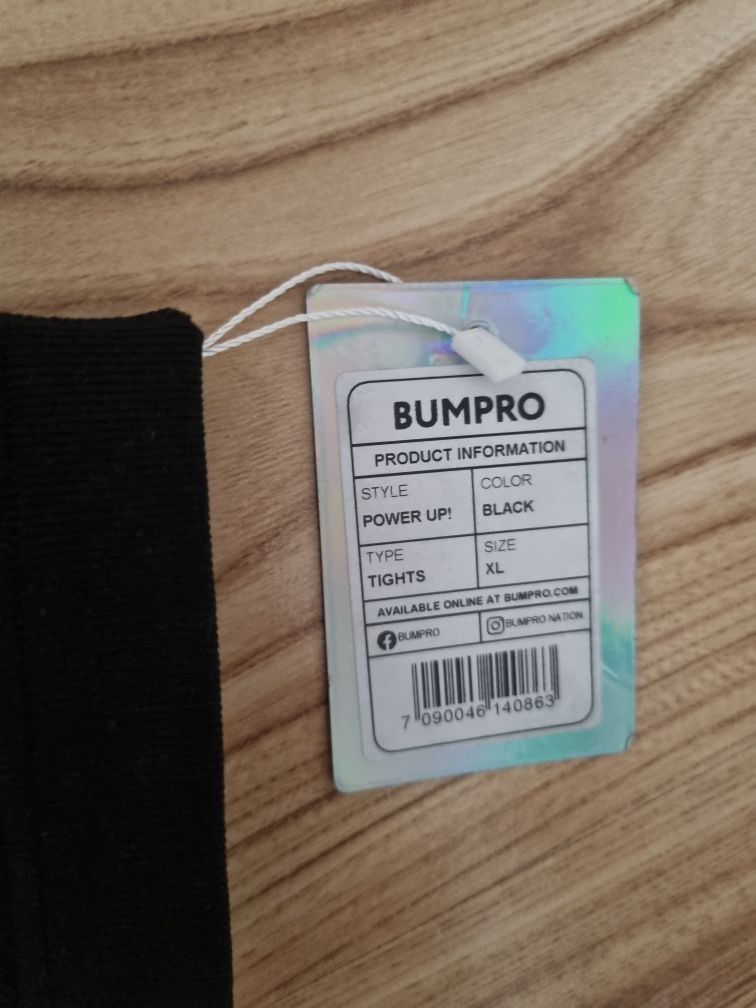 BUMPRO
PRODUCT INFORMATION
STYLE
POWER UP!
COLOR
BLACK
TYPE
TIGHTS
SIZE
XL
AVAILABLE ONLINE AT BUMPRO.COM
BUMPRO
BUMPRO NATION
7 090046 140863